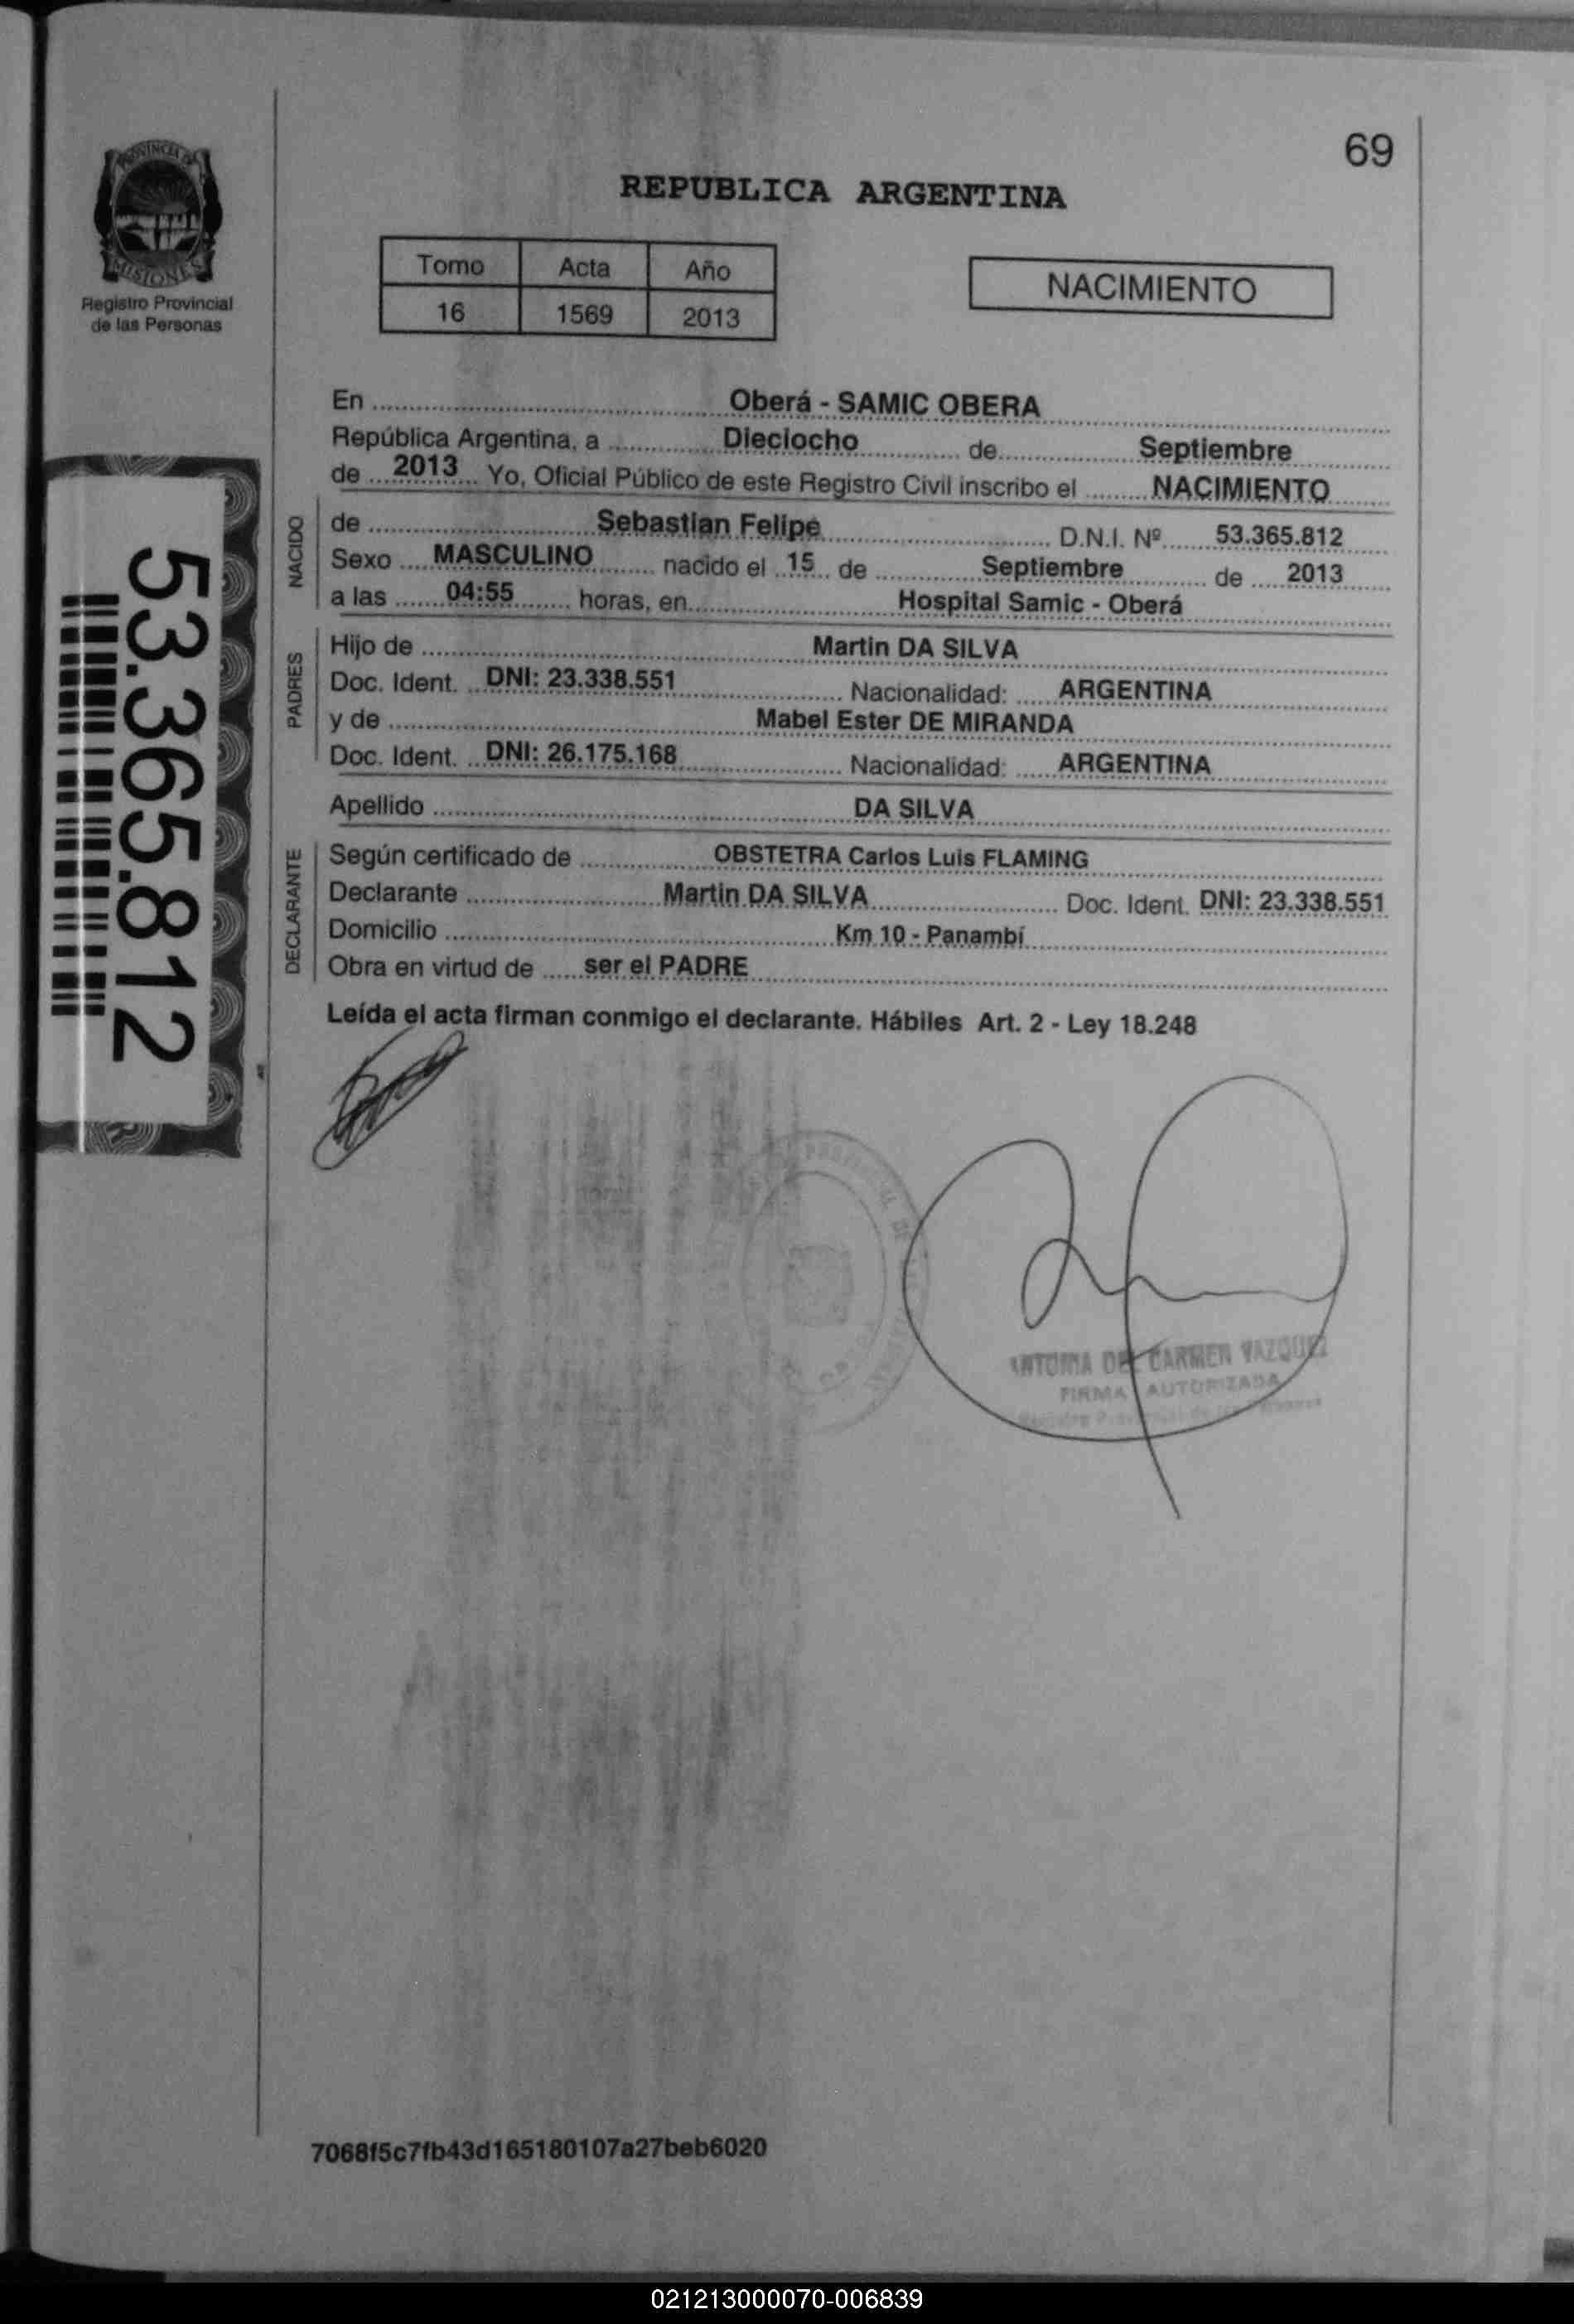 69
PROVINCIA DE
MISIONES
Registro Provincial
de las Personas
REPUBLICA ARGENTINA
Tomo Acta Año
16 1569 2013
NACIMIENTO
En Oberá - SAMIC OBERA
República Argentina, a Dieciocho de Septiembre
de 2013 Yo, Oficial Público de este Registro Civil inscribo el NACIMIENTO
NACIDO
de Sebastian Felipe D.N.I. Nº 53.365.812
Sexo MASCULINO nacido el 15 de Septiembre de 2013
a las 04:55 horas, en Hospital Samic - Oberá
PADRES
Hijo de Martin DA SILVA
Doc. Ident. DNI: 23.338.551 Nacionalidad: ARGENTINA
y de Mabel Ester DE MIRANDA
Doc. Ident. DNI: 26.175.168 Nacionalidad: ARGENTINA
Apellido DA SILVA
DECLARANTE
Según certificado de OBSTETRA Carlos Luis FLAMING
Declarante Martin DA SILVA Doc. Ident. DNI: 23.338.551
Domicilio Km 10 - Panambí
Obra en virtud de ser el PADRE
Leída el acta firman conmigo el declarante. Hábiles Art. 2 - Ley 18.248
53.365.812
DEL CARMEN VAZQUEZ
FIRMA AUTORIZADA
7068f5c7fb43d165180107a27beb6020
021213000070-006839